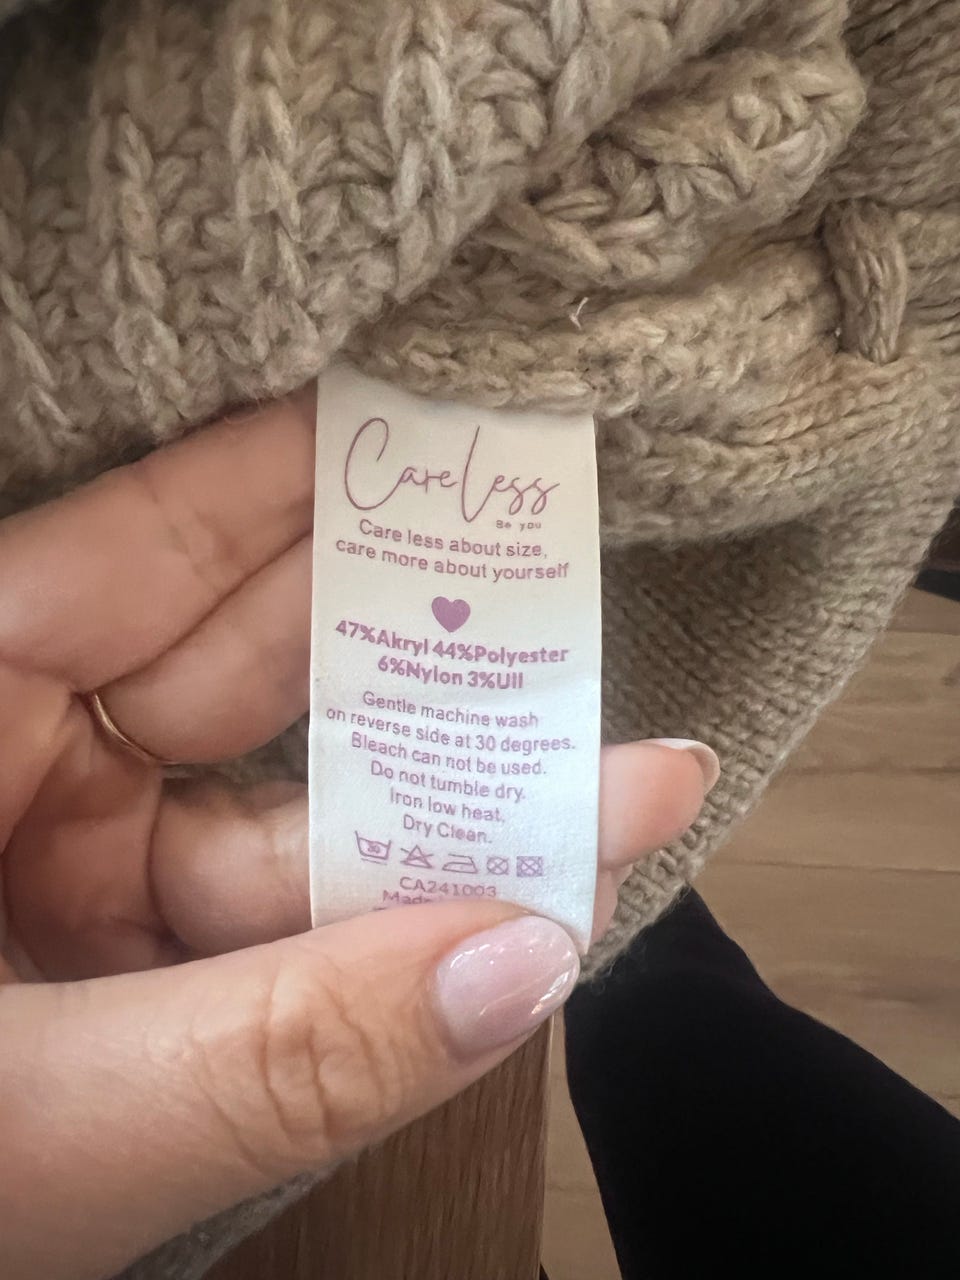 CareLess
Be you
Care less about size,
care more about yourself
47%Akryl 44%Polyester
6%Nylon 3%Ull
Gentle machine wash
on reverse side at 30 degrees.
Bleach can not be used.
Do not tumble dry.
Iron low heat.
Dry Clean.
30
CA241003
Made